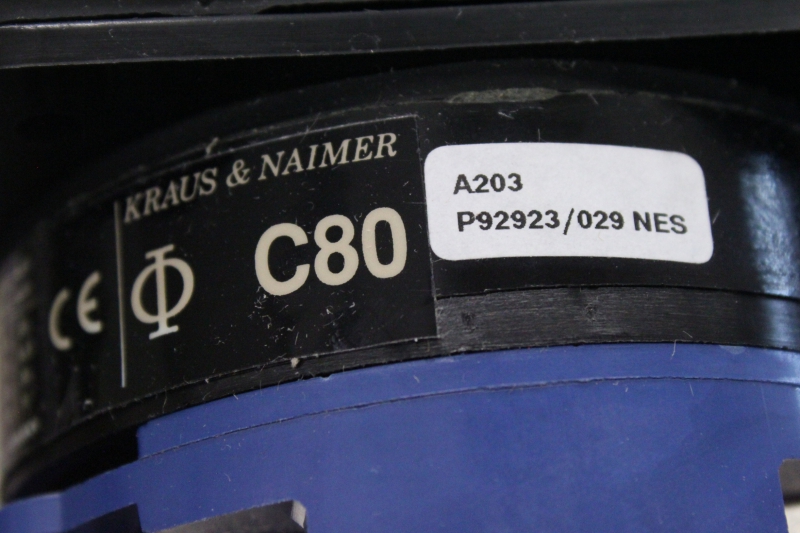 KRAUS & NAIMER
C80
CE
A203
P92923/029 NES